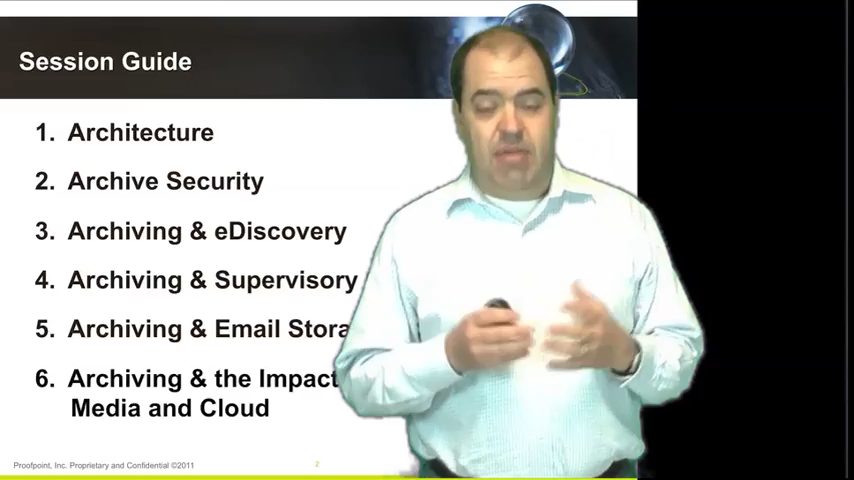 Session Guide
1. Architecture
2. Archive Security
3. Archiving & eDiscovery
4. Archiving & Supervisory
5. Archiving & Email
6. Archiving & the Impact
Media and Cloud
Proofpoint, Inc. Proprietary and Confidential ©2011
2